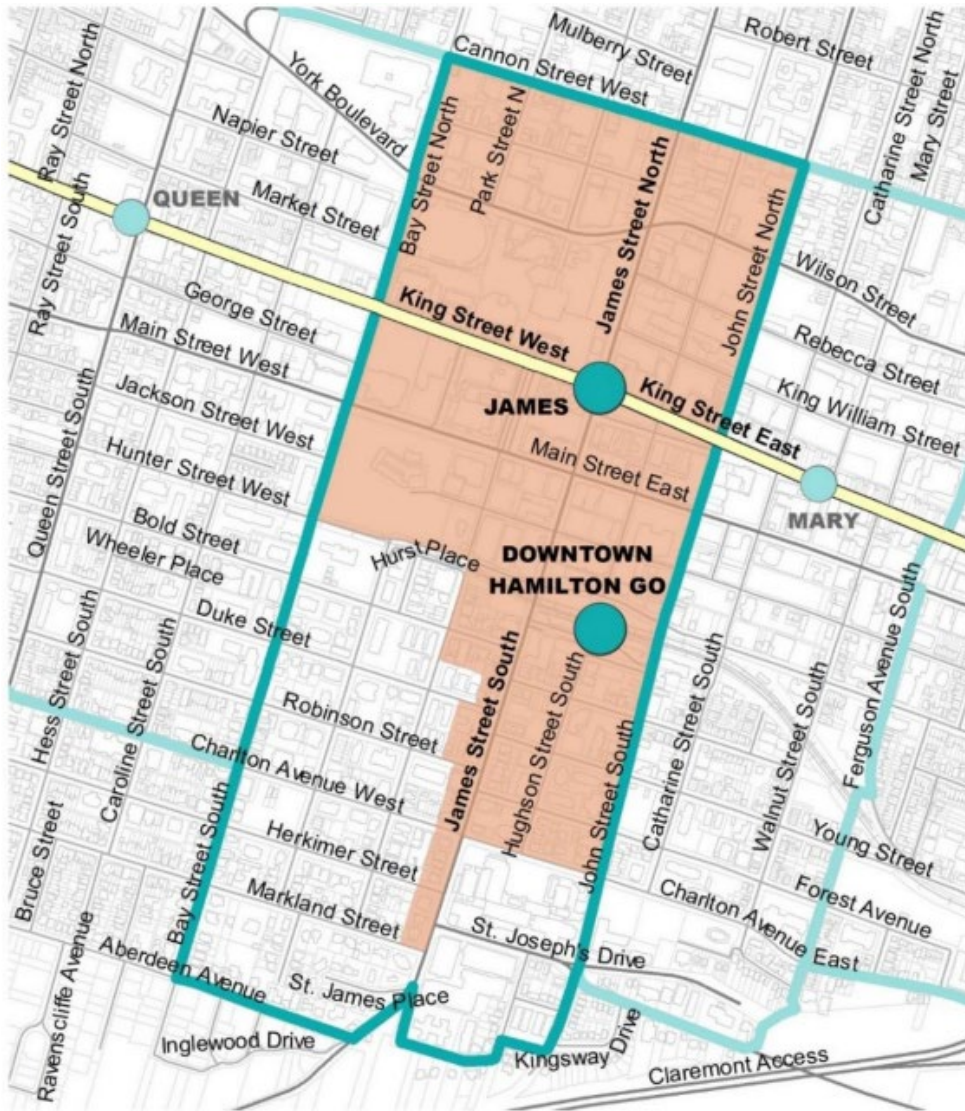 Mulberry Street
Robert Street
Cannon Street West
Catharine Street North
Mary Street
York Boulevard
Ray Street North
Napier Street
Bay Street North
Park Street N
James Street North
John Street North
QUEEN
Market Street
Wilson Street
Ray Street South
George Street
King Street West
Rebecca Street
Main Street West
King William Street
JAMES
King Street East
Jackson Street West
Main Street East
Queen Street South
Hunter Street West
MARY
Bold Street
Hurst Place
DOWNTOWN
HAMILTON GO
Wheeler Place
Duke Street
Hess Street South
Caroline Street South
James Street South
Hughson Street South
Catharine Street South
Walnut Street South
Ferguson Avenue South
Robinson Street
John Street South
Charlton Avenue West
Bruce Street
Herkimer Street
Young Street
Bay Street South
Markland Street
Charlton Avenue East
Forest Avenue
Ravenscliffe Avenue
Aberdeen Avenue
St. Joseph's Drive
St. James Place
Inglewood Drive
Kingsway Drive
Claremont Access